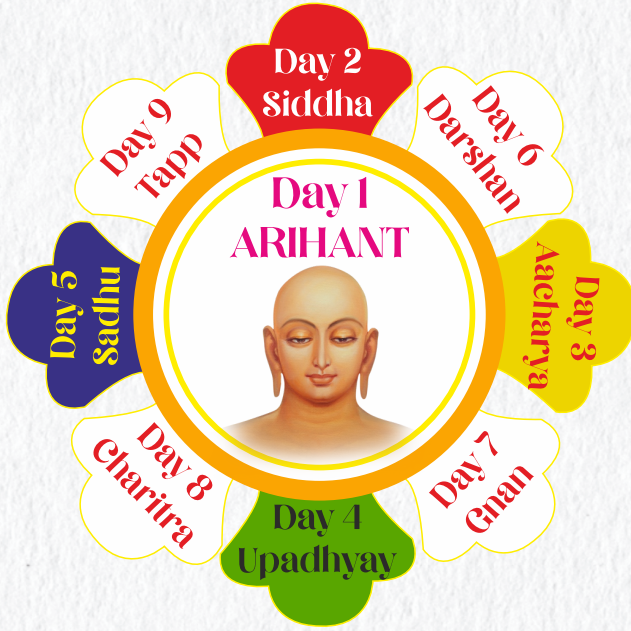 Day 1
ARIHANT
Day 2
Siddha
Day 6
Darshan
Day 3
Aacharya
Day 7
Gnan
Day 4
Upadhyay
Day 8
Charitra
Day 5
Sadhu
Day 9
Tapp